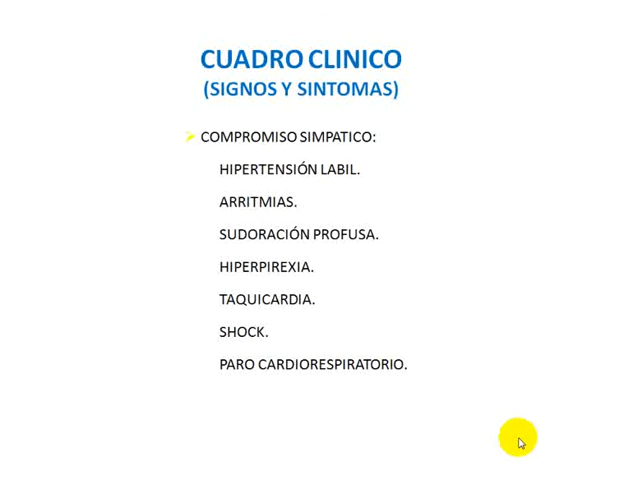 CUADRO CLINICO
(SIGNOS Y SINTOMAS)
COMPROMISO SIMPATICO:
HIPERTENSIÓN LABIL.
ARRITMIAS.
SUDORACIÓN PROFUSA.
HIPERPIREXIA.
TAQUICARDIA.
SHOCK.
PARO CARDIORESPIRATORIO.